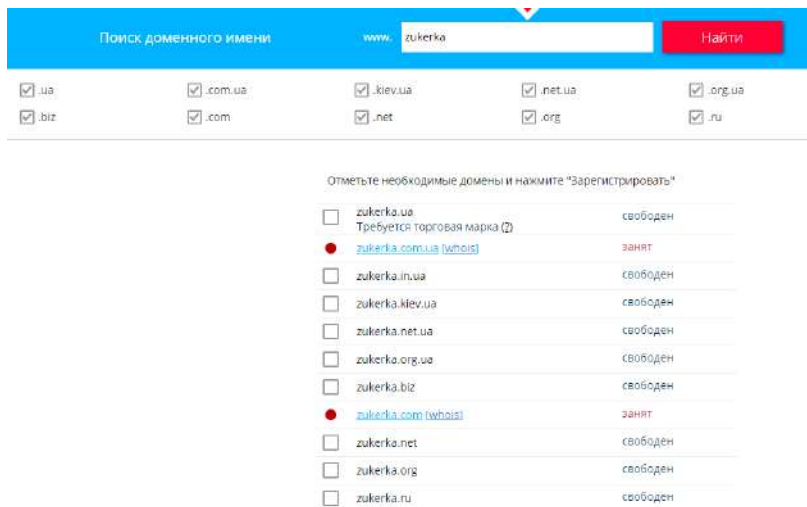 Поиск доменного имени www. zukerka Найти
.ua .com.ua .kiev.ua .net.ua .org.ua
.biz .com .net .org .ru
Отметьте необходимые домены и нажмите "Зарегистрировать"
zukerka.ua свободен
Требуется торговая марка (?)
zukerka.com.ua [whois] занят
zukerka.in.ua свободен
zukerka.kiev.ua свободен
zukerka.net.ua свободен
zukerka.org.ua свободен
zukerka.biz свободен
zukerka.com [whois] занят
zukerka.net свободен
zukerka.org свободен
zukerka.ru свободен